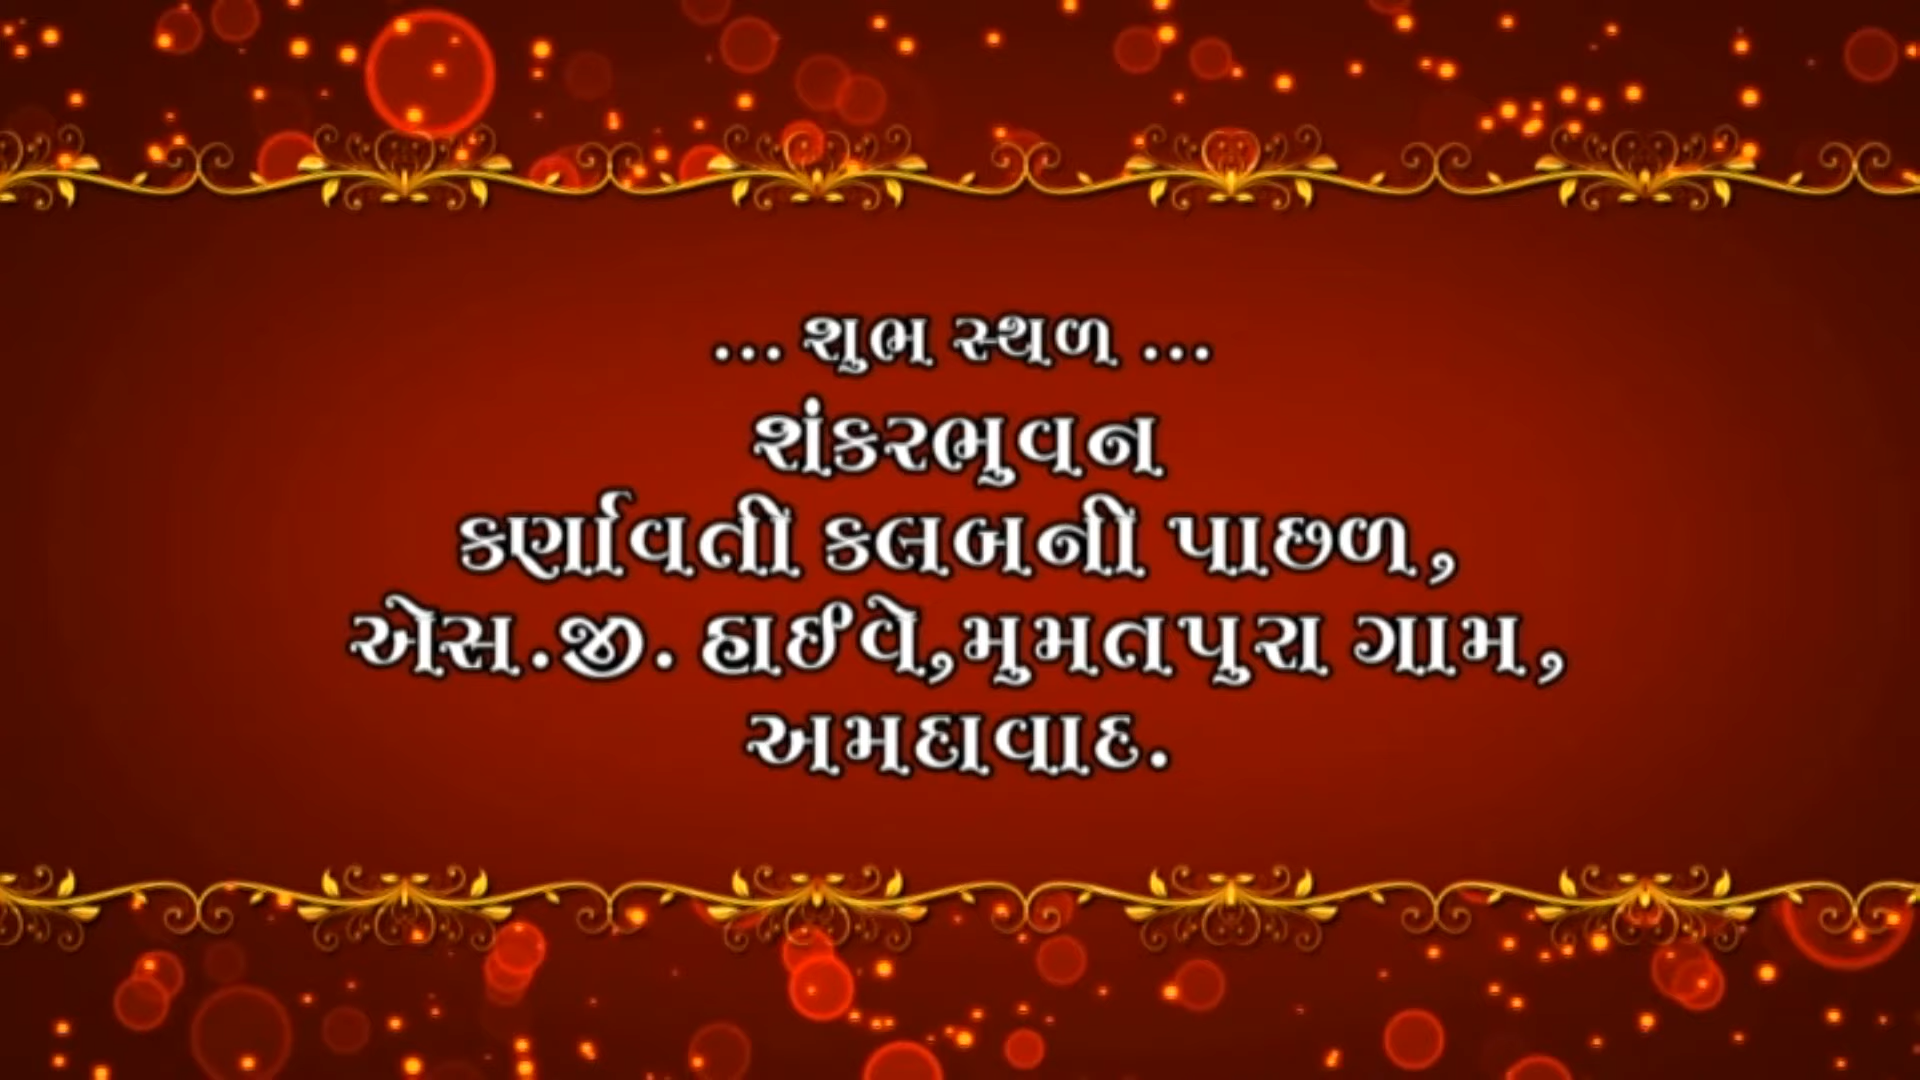 ... શુભ સ્થળ ...
શંકરભુવન
કર્ણાવતી કલબની પાછળ,
એસ.જી. હાઈવે,મુમતપુરા ગામ,
અમદાવાદ.